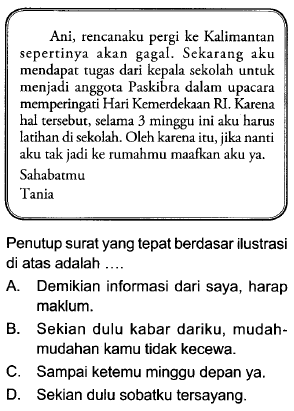 Ani, rencanaku pergi ke Kalimantan
sepertinya akan gagal. Sekarang aku
mendapat tugas dari kepala sekolah untuk
menjadi anggota Paskibra dalam upacara
memperingati Hari Kemerdekaan RI. Karena
hal tersebut, selama 3 minggu ini aku harus
latihan di sekolah. Oleh karena itu, jika nanti
aku tak jadi ke rumahmu maafkan aku ya.
Sahabatmu
Tania
Penutup surat yang tepat berdasar ilustrasi
di atas adalah ....
A. Demikian informasi dari saya, harap
maklum.
B. Sekian dulu kabar dariku, mudah-
mudahan kamu tidak kecewa.
C. Sampai ketemu minggu depan ya.
D. Sekian dulu sobatku tersayang.